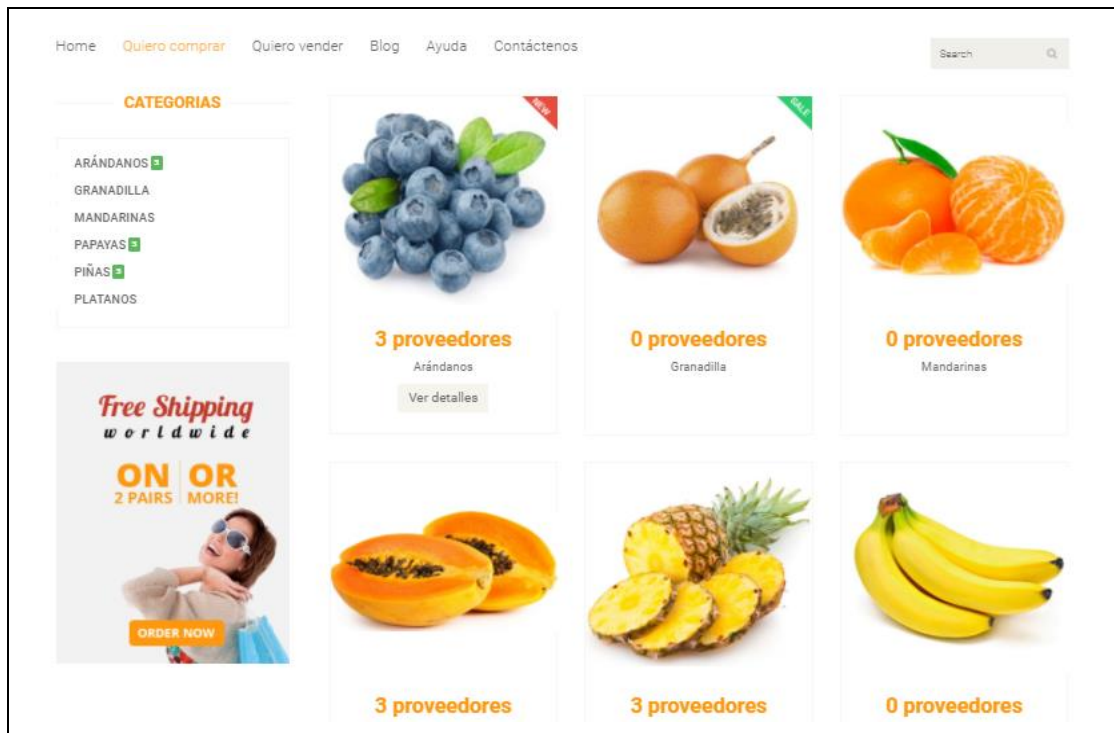 Home Quiero comprar Quiero vender Blog Ayuda Contáctenos
Search
CATEGORIAS
ARÁNDANOS 3
GRANADILLA
MANDARINAS
PAPAYAS 3
PIÑAS 3
PLATANOS
Free Shipping
worldwide
ON OR
2 PAIRS MORE!
ORDER NOW
NEW
3 proveedores
Arándanos
Ver detalles
SALE
0 proveedores
Granadilla
0 proveedores
Mandarinas
3 proveedores
3 proveedores
0 proveedores